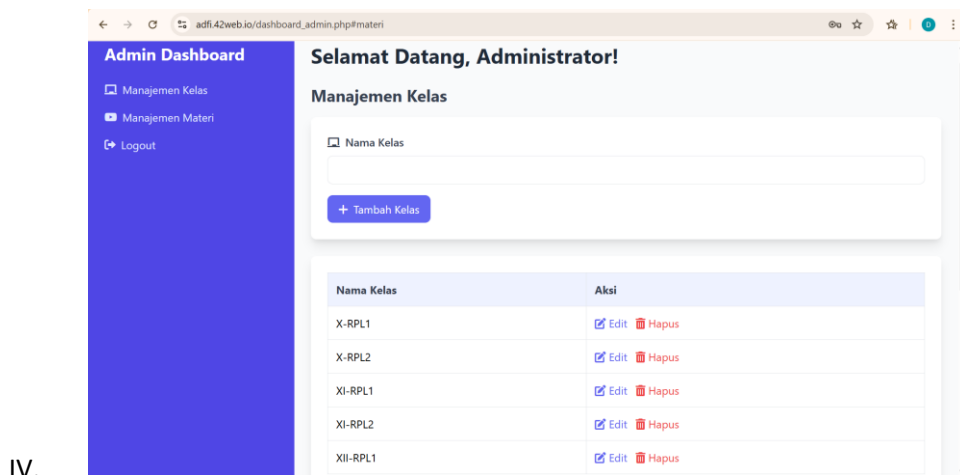 adfi.42web.io/dashboard_admin.php#materi
D
Admin Dashboard
Manajemen Kelas
Manajemen Materi
Logout
Selamat Datang, Administrator!
Manajemen Kelas
Nama Kelas
+ Tambah Kelas
Nama Kelas Aksi
X-RPL1 Edit Hapus
X-RPL2 Edit Hapus
XI-RPL1 Edit Hapus
XI-RPL2 Edit Hapus
XII-RPL1 Edit Hapus
IV.